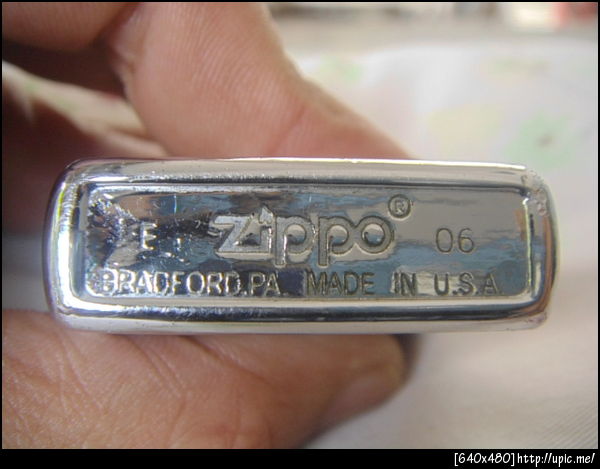 E zippo® 06
BRADFORD,PA. MADE IN U.S.A.
[640x480]http://upic.me/